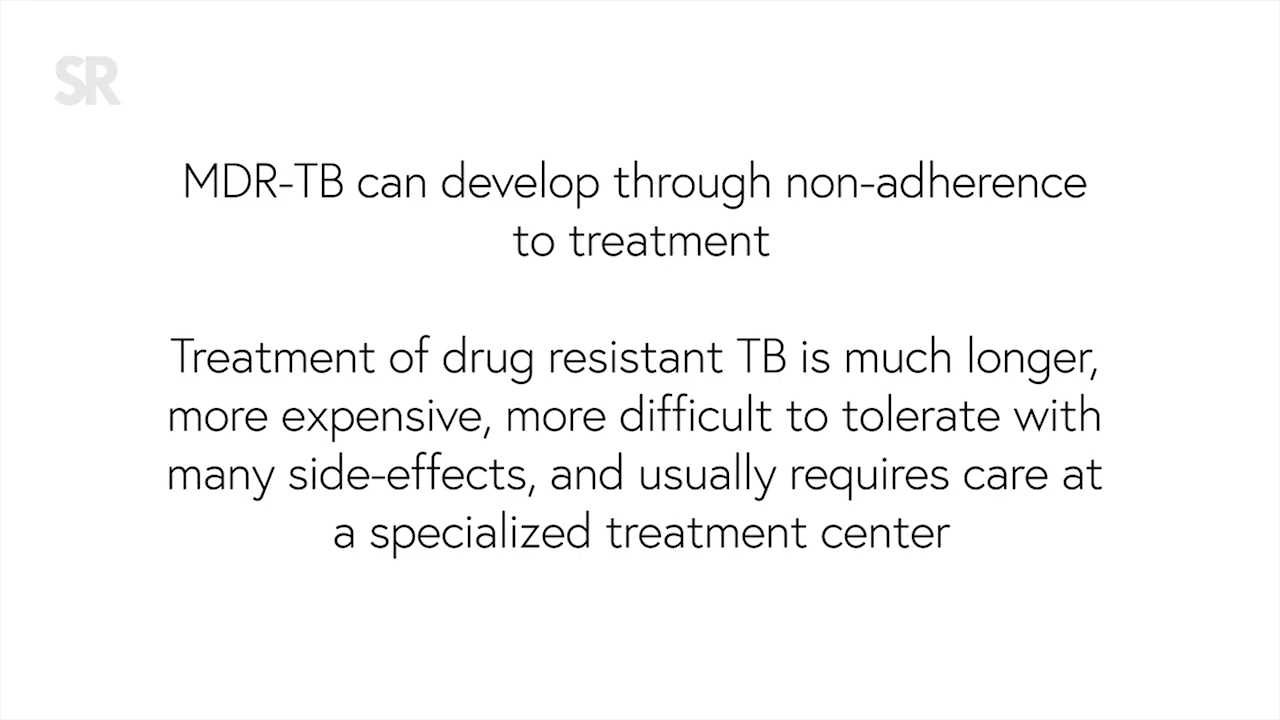 SR
MDR-TB can develop through non-adherence
to treatment
Treatment of drug resistant TB is much longer,
more expensive, more difficult to tolerate with
many side-effects, and usually requires care at
a specialized treatment center